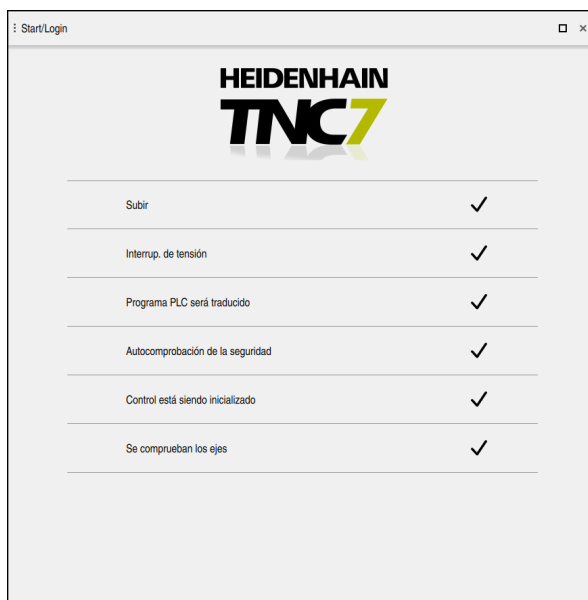 Start/Login
HEIDENHAIN
TNC7
Subir
Interrup. de tensión
Programa PLC será traducido
Autocomprobación de la seguridad
Control está siendo inicializado
Se comprueban los ejes